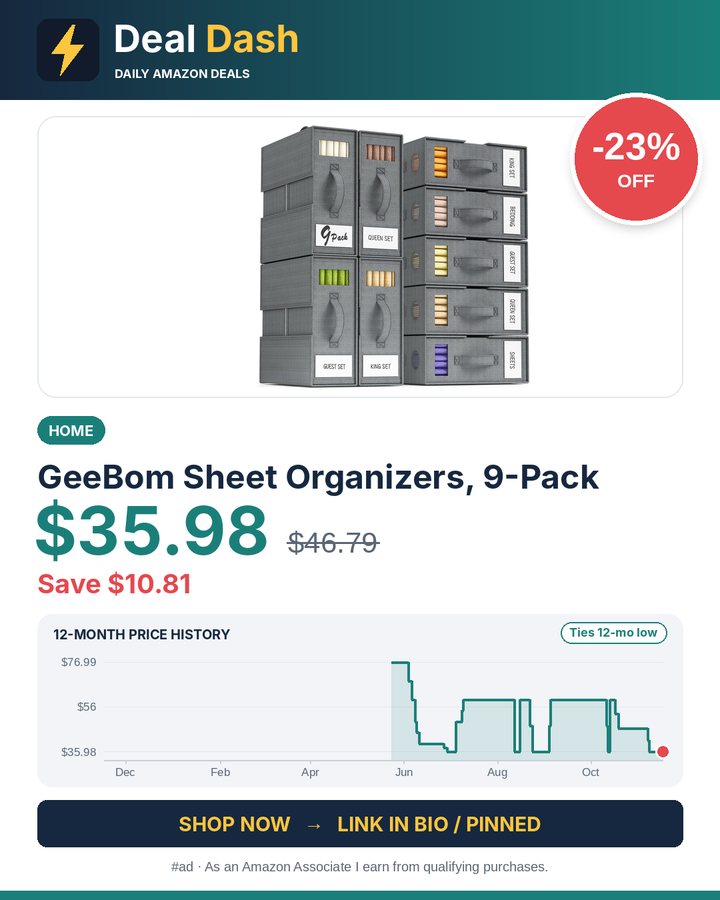 Deal Dash
DAILY AMAZON DEALS
-23%
OFF
9 Pack
QUEEN SET
GUEST SET
KING SET
KING SET
BEDDING
GUEST SET
QUEEN SET
SHEETS
HOME
GeeBom Sheet Organizers, 9-Pack
$35.98 $46.79
Save $10.81
12-MONTH PRICE HISTORY
Ties 12-mo low
$76.99
$56
$35.98
Dec Feb Apr Jun Aug Oct
SHOP NOW → LINK IN BIO / PINNED
#ad · As an Amazon Associate I earn from qualifying purchases.